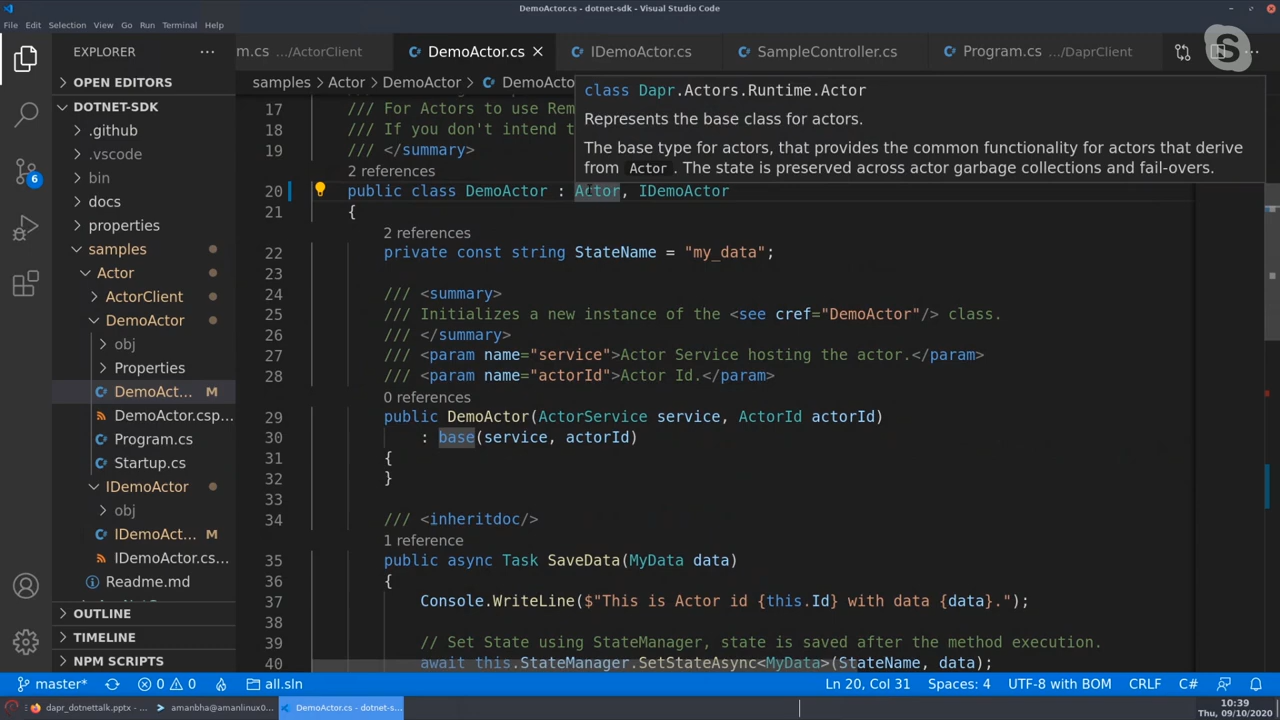 DemoActor.cs - dotnet-sdk - Visual Studio Code
File Edit Selection View Go Run Terminal Help
EXPLORER
m.cs .../ActorClient
DemoActor.cs
IDemoActor.cs
SampleController.cs
Program.cs .../DaprClient
OPEN EDITORS
DOTNET-SDK
.github
.vscode
bin
docs
properties
samples
Actor
ActorClient
DemoActor
obj
Properties
DemoAct... M
DemoActor.csp...
Program.cs
Startup.cs
IDemoActor
obj
IDemoAct... M
IDemoActor.cs...
Readme.md
OUTLINE
TIMELINE
NPM SCRIPTS
6
samples > Actor > DemoActor > DemoActo
class Dapr.Actors.Runtime.Actor
Represents the base class for actors.
The base type for actors, that provides the common functionality for actors that derive
from Actor . The state is preserved across actor garbage collections and fail-overs.
17 /// For Actors to use Rem
18 /// If you don't intend t
19 /// </summary>
2 references
20 public class DemoActor : Actor, IDemoActor
21 {
2 references
22 private const string StateName = "my_data";
23
24 /// <summary>
25 /// Initializes a new instance of the <see cref="DemoActor"/> class.
26 /// </summary>
27 /// <param name="service">Actor Service hosting the actor.</param>
28 /// <param name="actorId">Actor Id.</param>
0 references
29 public DemoActor(ActorService service, ActorId actorId)
30 : base(service, actorId)
31 {
32 }
33
34 /// <inheritdoc/>
1 reference
35 public async Task SaveData(MyData data)
36 {
37 Console.WriteLine($"This is Actor id {this.Id} with data {data}.");
38
39 // Set State using StateManager, state is saved after the method execution.
40 await this.StateManager.SetStateAsync<MyData>(StateName, data);
master* 0 0 all.sln Ln 20, Col 31 Spaces: 4 UTF-8 with BOM CRLF C#
dapr_dotnettalk.pptx - ... amanbha@amanlinux0... DemoActor.cs - dotnet-s...
10:39
Thu, 09/10/2020